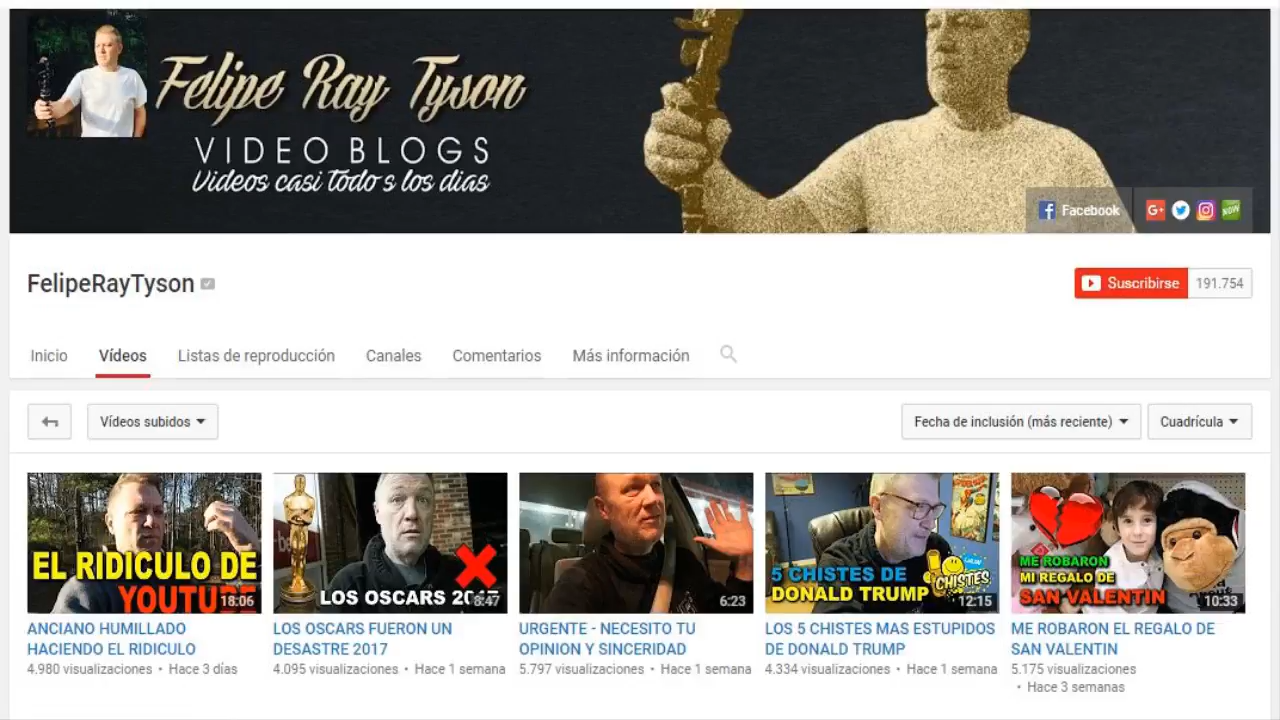 Felipe Ray Tyson
VIDEO BLOGS
Videos casi todo s los dias
Facebook
G+
NOW
FelipeRayTyson
Suscribirse 191.754
Inicio Vídeos Listas de reproducción Canales Comentarios Más información
Vídeos subidos
Fecha de inclusión (más reciente) Cuadrícula
EL RIDICULO DE
YOUTUBE
18:06
ANCIANO HUMILLADO
HACIENDO EL RIDICULO
4.980 visualizaciones • Hace 3 días
LOS OSCARS
8:47
LOS OSCARS FUERON UN
DESASTRE 2017
4.095 visualizaciones • Hace 1 semana
6:23
URGENTE - NECESITO TU
OPINION Y SINCERIDAD
5.797 visualizaciones • Hace 1 semana
5 CHISTES DE
DONALD TRUMP
CHISTES
12:15
LOS 5 CHISTES MAS ESTUPIDOS
DE DONALD TRUMP
4.334 visualizaciones • Hace 1 semana
ME ROBARON
MI REGALO DE
SAN VALENTIN
10:33
ME ROBARON EL REGALO DE
SAN VALENTIN
5.175 visualizaciones
• Hace 3 semanas